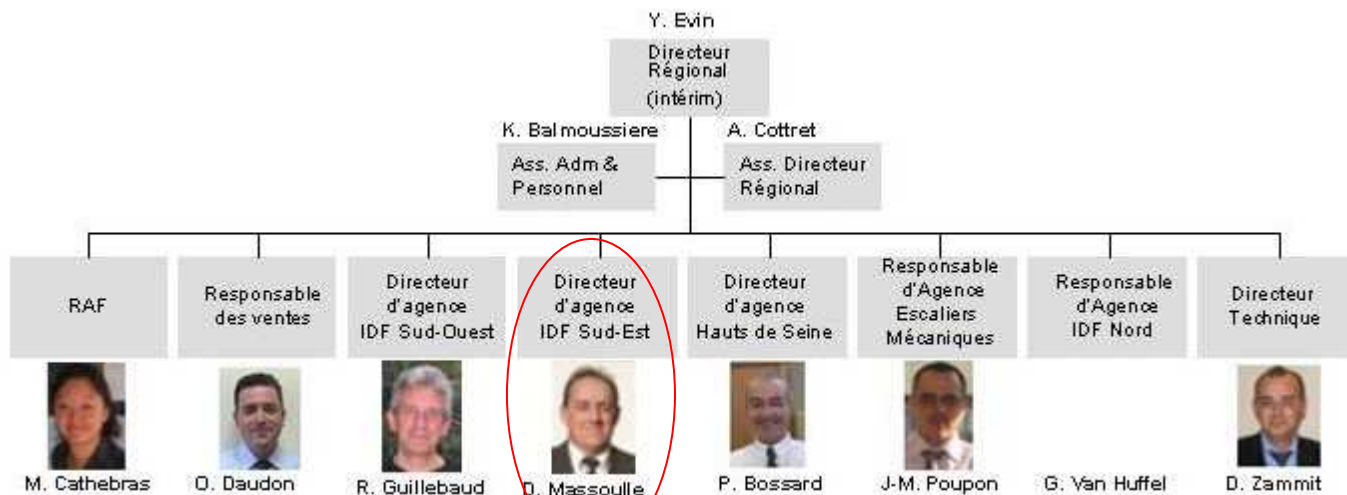 Y. Evin
Directeur
Régional
(intérim)
K. Balmoussiere
A. Cottret
Ass. Adm &
Personnel
Ass. Directeur
Régional
RAF
Responsable
des ventes
Directeur
d'agence
IDF Sud-Ouest
Directeur
d'agence
IDF Sud-Est
Directeur
d'agence
Hauts de Seine
Responsable
d'Agence
Escaliers
Mécaniques
Responsable
d'Agence
IDF Nord
Directeur
Technique
M. Cathebras
O. Daudon
R. Guillebaud
D. Massoulle
P. Bossard
J-M. Poupon
G. Van Huffel
D. Zammit